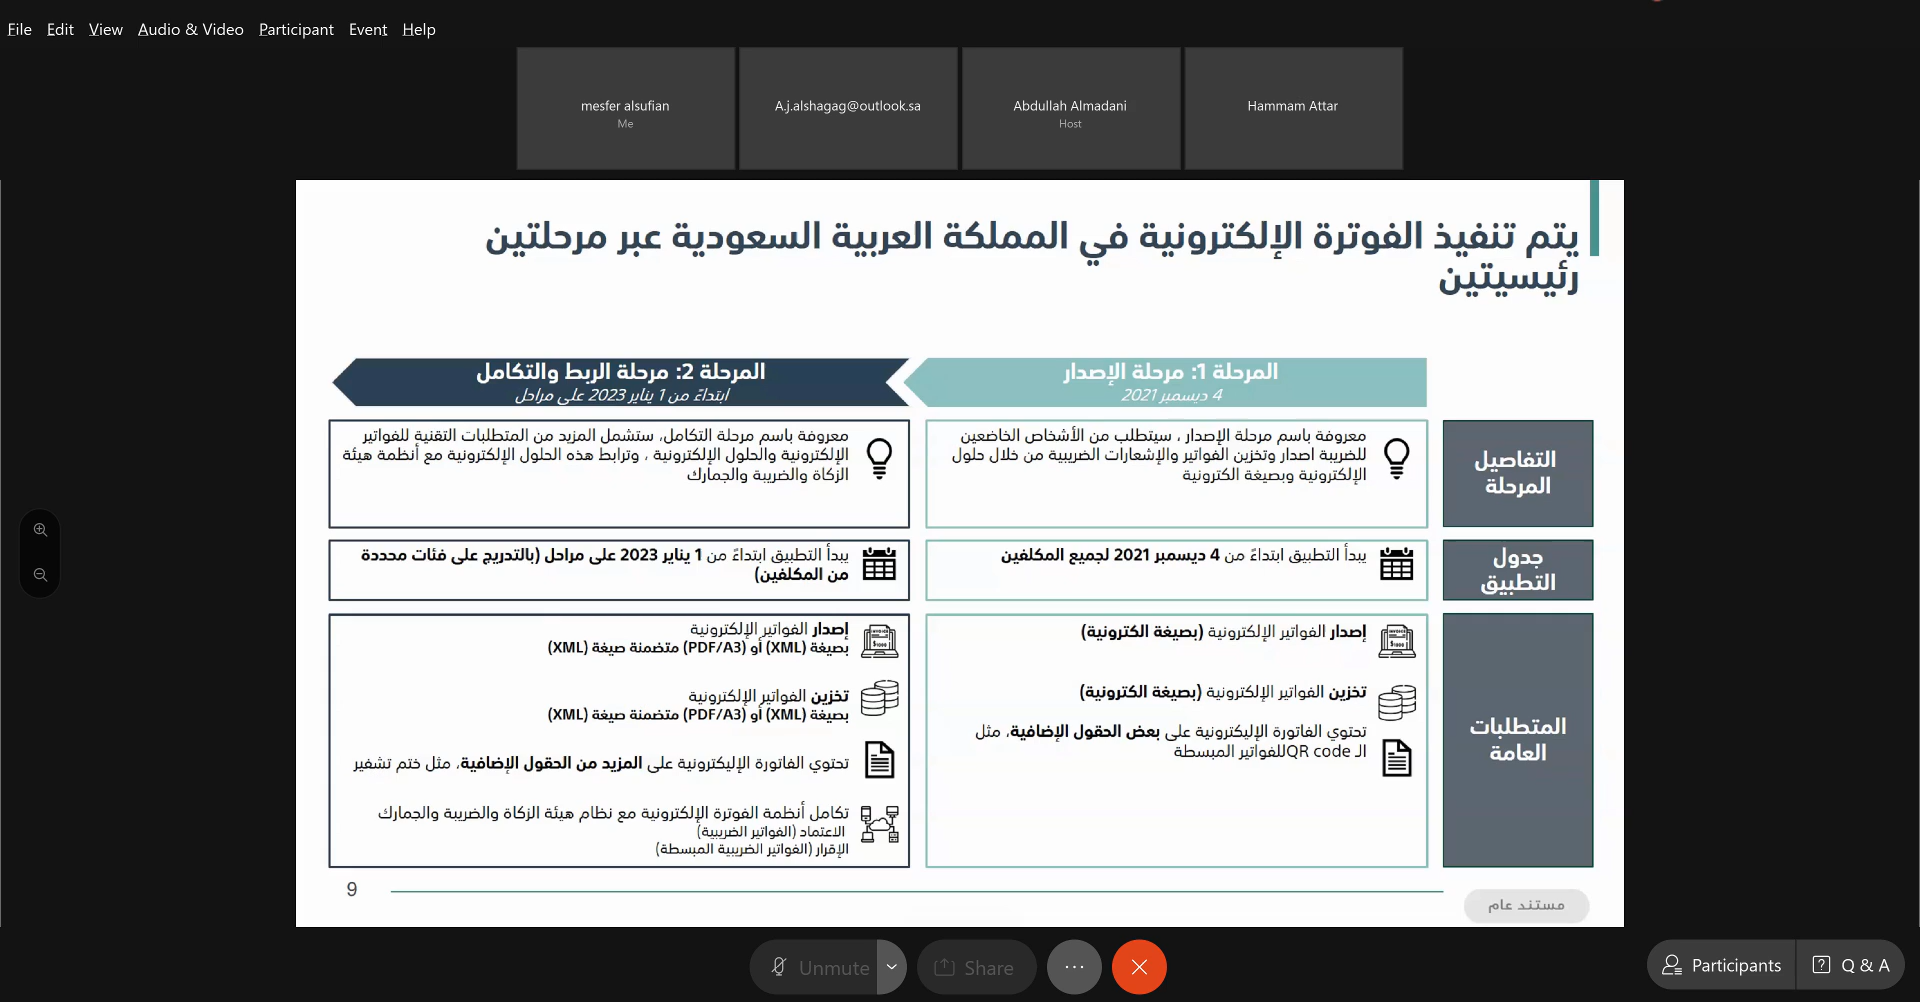 File Edit View Audio & Video Participant Event Help
mesfer alsufian
Me
A.j.alshagag@outlook.sa
Abdullah Almadani
Host
Hammam Attar
يتم تنفيذ الفوترة الإلكترونية في المملكة العربية السعودية عبر مرحلتين
رئيسيتين
المرحلة 1: مرحلة الإصدار
4 ديسمبر 2021
المرحلة 2: مرحلة الربط والتكامل
ابتداءً من 1 يناير 2023 على مراحل
التفاصيل
المرحلة
معروفة باسم مرحلة الإصدار ، سيتطلب من الأشخاص الخاضعين
للضريبة اصدار وتخزين الفواتير والإشعارات الضريبية من خلال حلول
الإلكترونية وبصيغة الكترونية
معروفة باسم مرحلة التكامل، ستشمل المزيد من المتطلبات التقنية للفواتير
الإلكترونية والحلول الإلكترونية ، وترابط هذه الحلول الإلكترونية مع أنظمة هيئة
الزكاة والضريبة والجمارك
جدول
التطبيق
يبدأ التطبيق ابتداءً من 4 ديسمبر 2021 لجميع المكلفين
يبدأ التطبيق ابتداءً من 1 يناير 2023 على مراحل (بالتدريج على فئات محددة
من المكلفين)
المتطلبات
العامة
إصدار الفواتير الإلكترونية (بصيغة الكترونية)
تخزين الفواتير الإلكترونية (بصيغة الكترونية)
تحتوي الفاتورة الإليكترونية على بعض الحقول الإضافية، مثل
الـ QR code للفواتير المبسطة
إصدار الفواتير الإلكترونية
بصيغة (XML) أو (PDF/A3) متضمنة صيغة (XML)
تخزين الفواتير الإلكترونية
بصيغة (XML) أو (PDF/A3) متضمنة صيغة (XML)
تحتوي الفاتورة الإليكترونية على المزيد من الحقول الإضافية، مثل ختم تشفير
تكامل أنظمة الفوترة الإلكترونية مع نظام هيئة الزكاة والضريبة والجمارك
الاعتماد (الفواتير الضريبية)
الإقرار (الفواتير الضريبية المبسطة)
9
مستند عام
Unmute
Share
Participants
Q & A